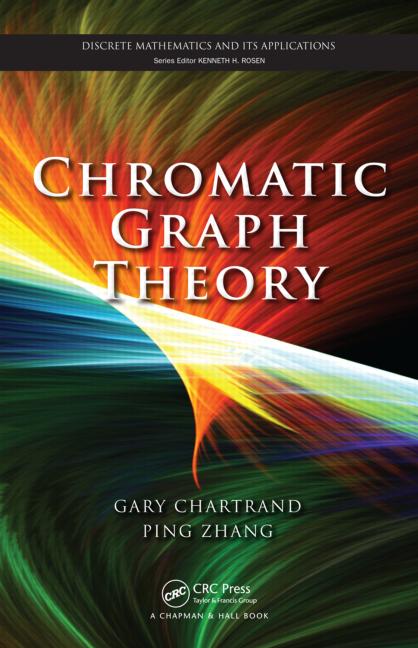 DISCRETE MATHEMATICS AND ITS APPLICATIONS
Series Editor KENNETH H. ROSEN
CHROMATIC
GRAPH
THEORY
GARY CHARTRAND
PING ZHANG
CRC CRC Press
Taylor & Francis Group
A CHAPMAN & HALL BOOK